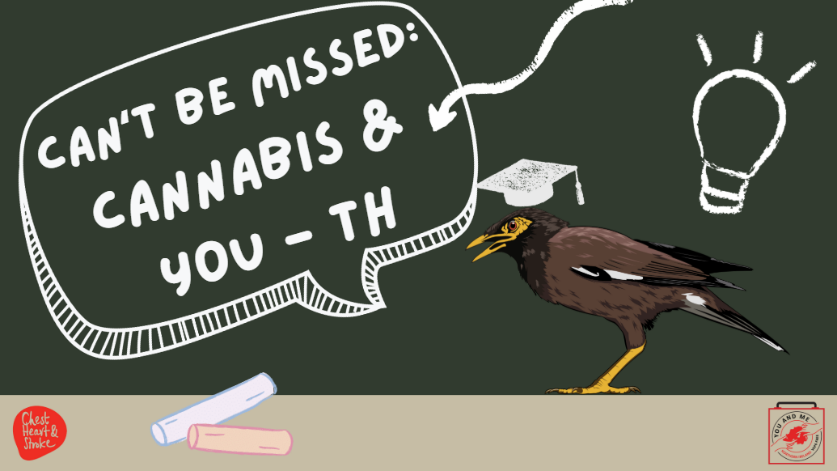 CAN'T BE MISSED:
CANNABIS &
YOU - TH
Chest
Heart &
Stroke
YOU AND ME